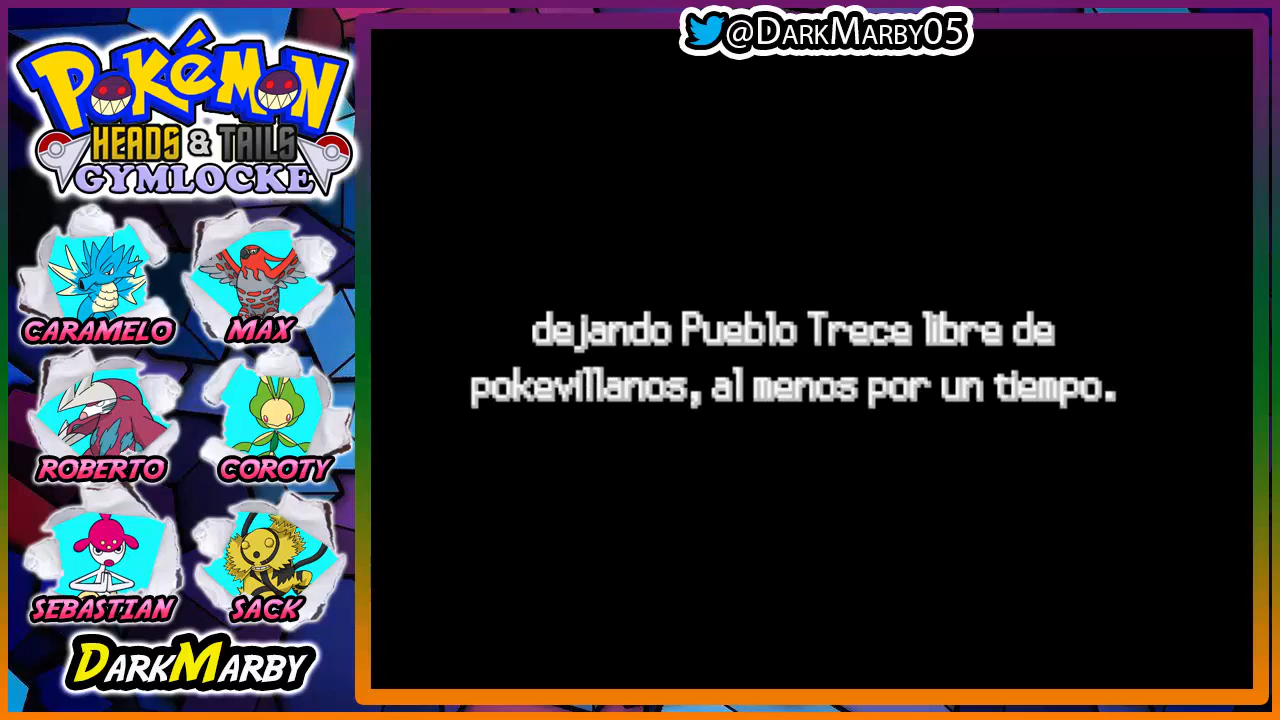 @DarkMarby05
Pokémon
HEADS & TAILS
GYMLOCKE
CARAMELO
MAX
ROBERTO
COROTY
SEBASTIAN
SACK
DarkMarby
dejando Pueblo Trece libre de
pokevillanos, al menos por un tiempo.